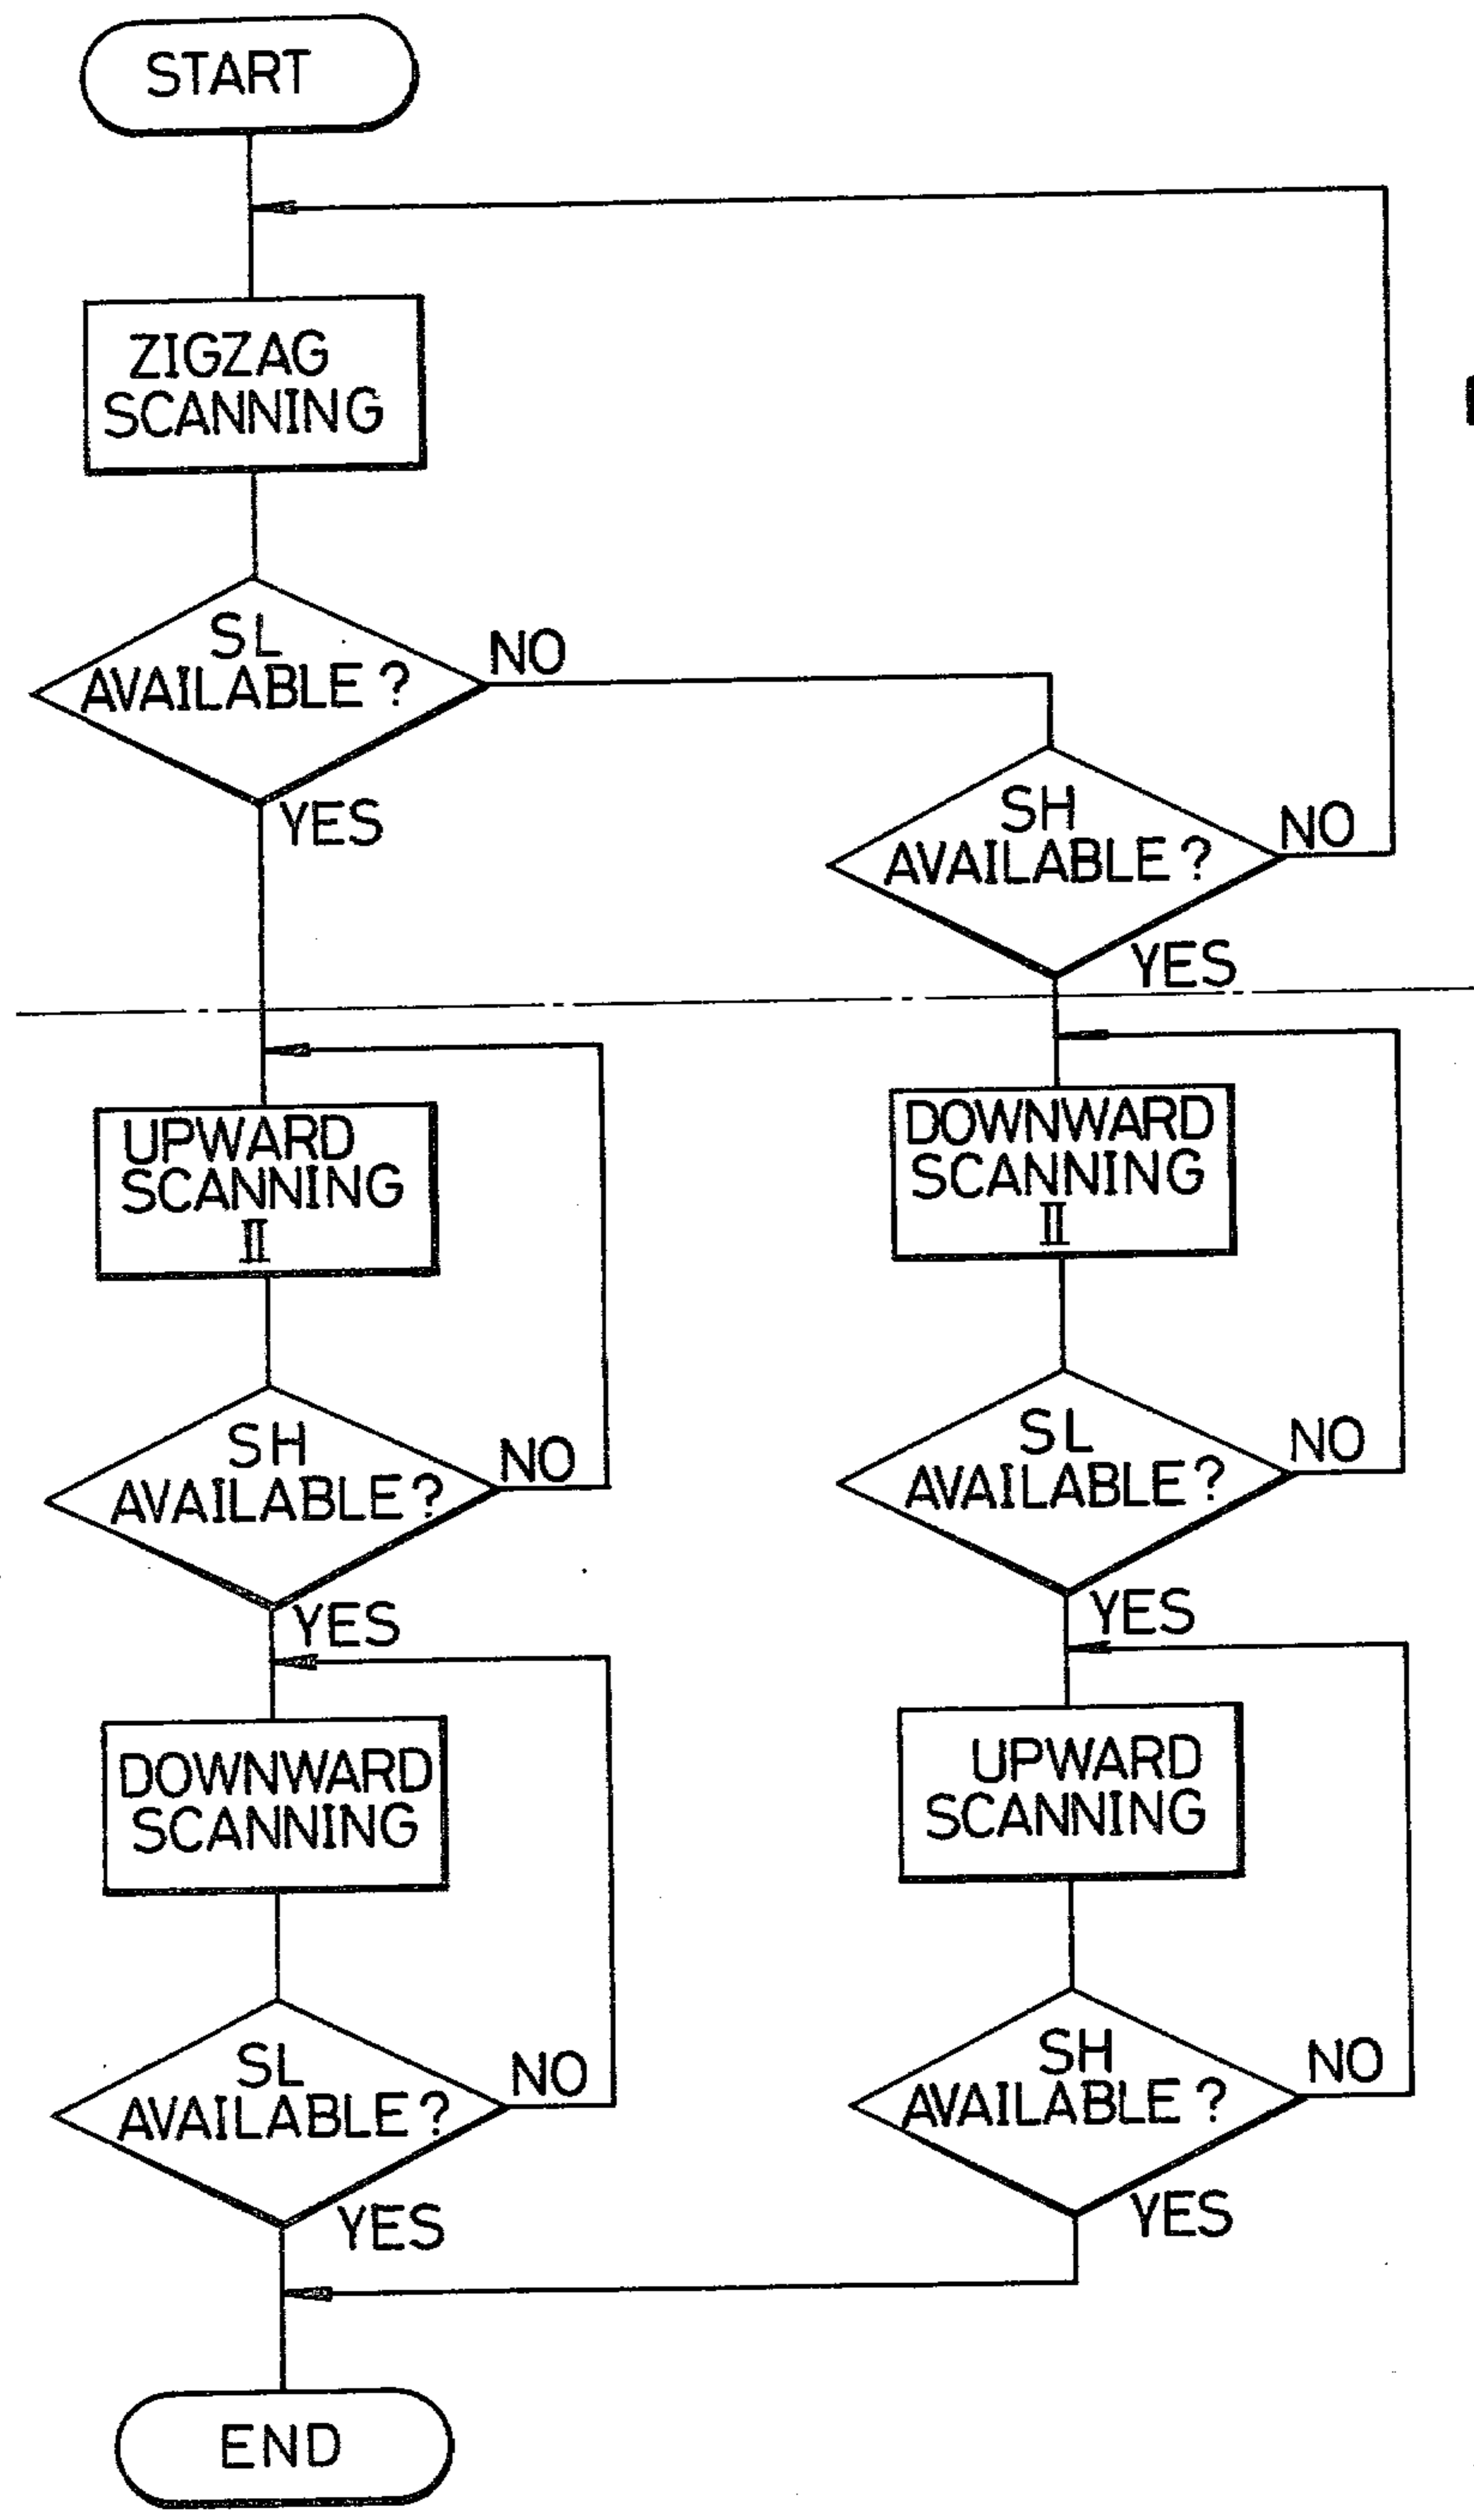 START
ZIGZAG
SCANNING
SL
AVAILABLE ?
NO
YES
SH
AVAILABLE ?
NO
YES
UPWARD
SCANNING
II
SH
AVAILABLE ?
NO
YES
DOWNWARD
SCANNING
SL
AVAILABLE ?
NO
YES
DOWNWARD
SCANNING
II
SL
AVAILABLE ?
NO
YES
UPWARD
SCANNING
SH
AVAILABLE ?
NO
YES
END